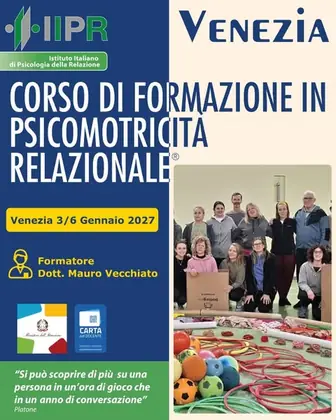 IIPR
Istituto Italiano
di Psicologia della Relazione
VENEZIA
CORSO DI FORMAZIONE IN
PSICOMOTRICITÀ
RELAZIONALE®
Venezia 3/6 Gennaio 2027
Formatore
Dott. Mauro Vecchiato
CARTA
DEL DOCENTE
"Si può scoprire di più su una
persona in un'ora di gioco che
in un anno di conversazione"
Platone